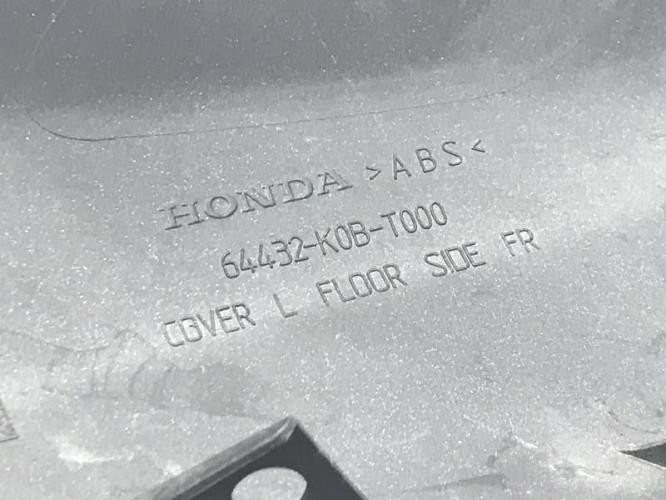 HONDA >ABS<
64432-K0B-T000
COVER L FLOOR SIDE FR